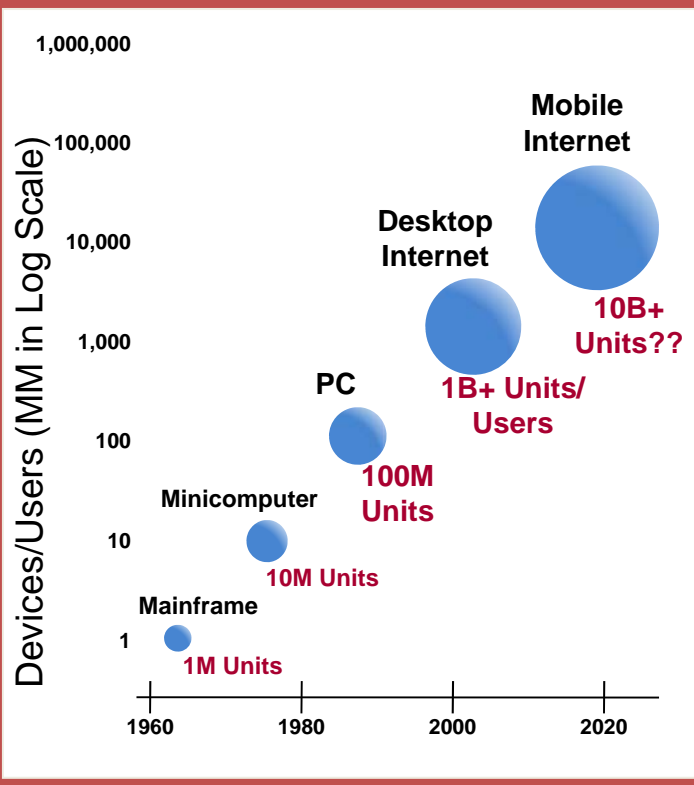 1,000,000
100,000
10,000
1,000
100
10
1
Devices/Users (MM in Log Scale)
Mobile
Internet
10B+
Units??
Desktop
Internet
1B+ Units/
Users
PC
100M
Units
Minicomputer
10M Units
Mainframe
1M Units
1960
1980
2000
2020